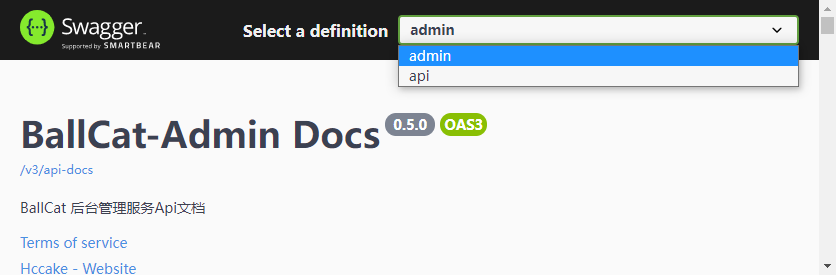 Swagger
Supported by SMARTBEAR
Select a definition
admin
admin
api
BallCat-Admin Docs 0.5.0 OAS3
/v3/api-docs
BallCat 后台管理服务Api文档
Terms of service
Hccake - Website